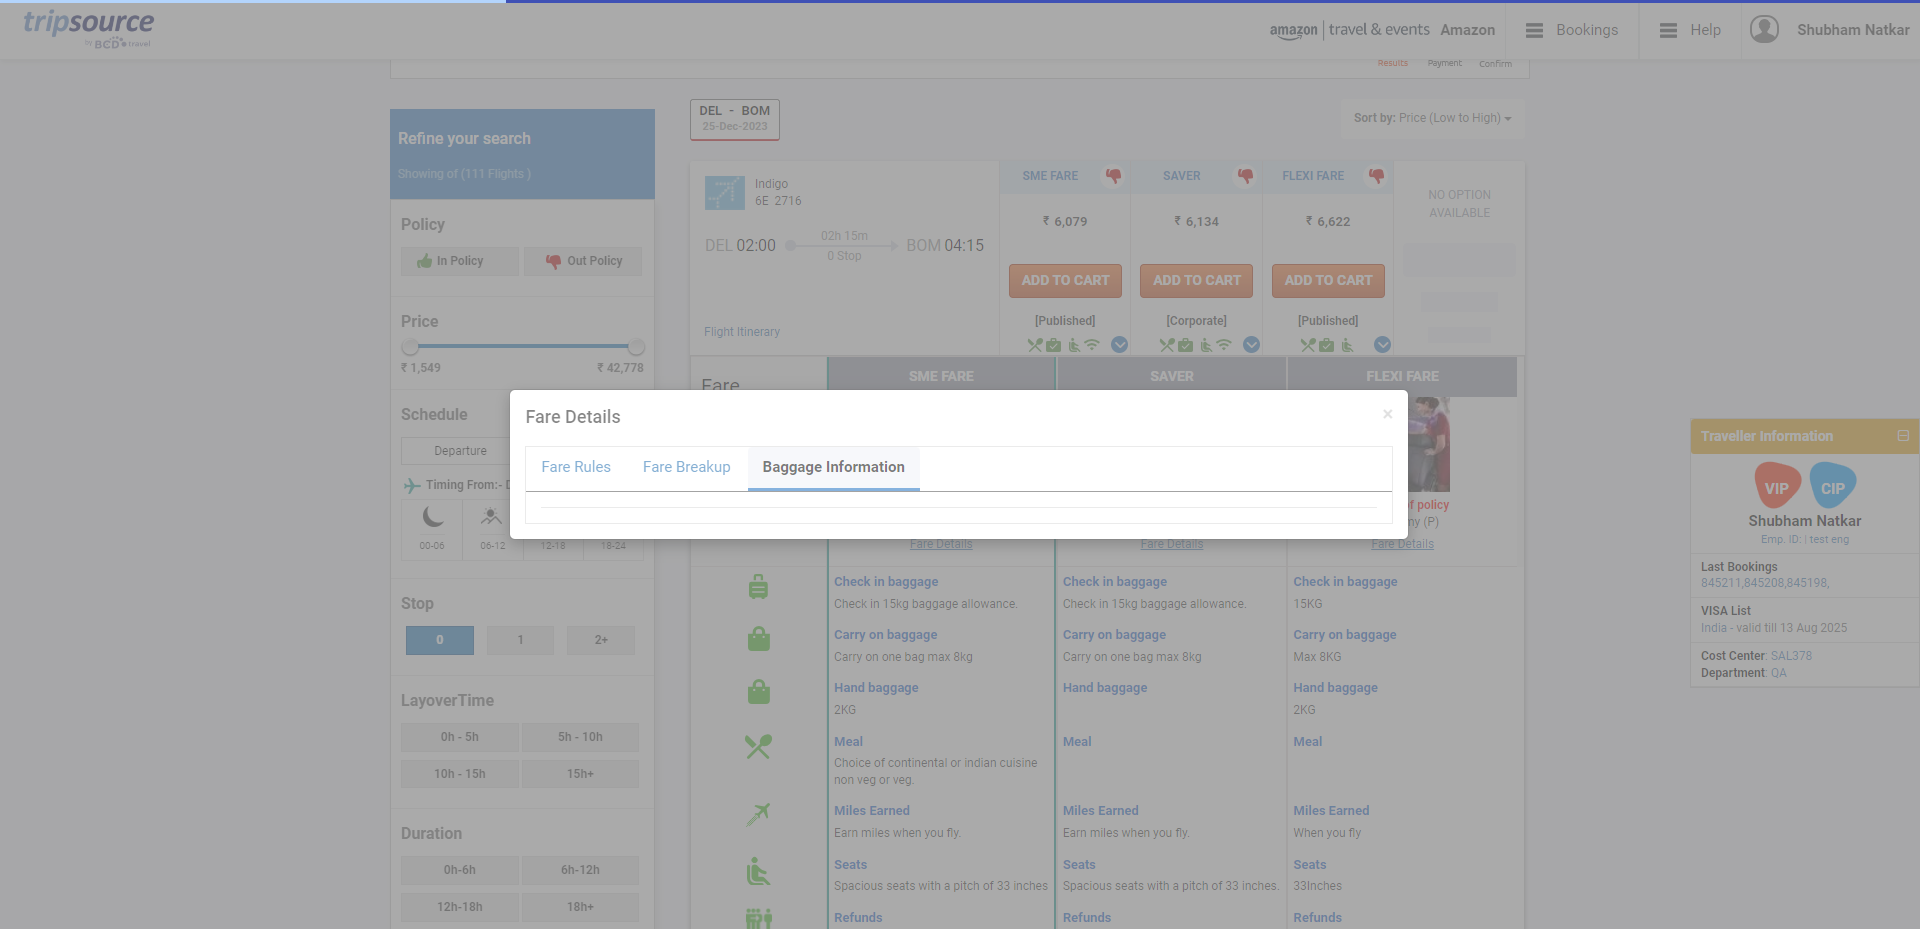 tripsource
by BCD travel
amazon travel & events Amazon
Bookings
Help
Shubham Natkar
Results Payment Confirm
Refine your search
Showing of (111 Flights )
Policy
In Policy Out Policy
Price
₹ 1,549 ₹ 42,778
Schedule
Departure
Timing From:-
00-06 06-12 12-18 18-24
Stop
0 1 2+
LayoverTime
0h - 5h 5h - 10h
10h - 15h 15h+
Duration
0h-6h 6h-12h
12h-18h 18h+
DEL - BOM
25-Dec-2023
Sort by: Price (Low to High)
Indigo
6E 2716
DEL 02:00 02h 15m 0 Stop BOM 04:15
Flight Itinerary
SME FARE SAVER FLEXI FARE
₹ 6,079 ₹ 6,134 ₹ 6,622
ADD TO CART ADD TO CART ADD TO CART
[Published] [Corporate] [Published]
NO OPTION
AVAILABLE
Fare SME FARE SAVER FLEXI FARE
Fare Details ×
Fare Rules Fare Breakup Baggage Information
policy
(P)
Fare Details Fare Details Fare Details
Check in baggage Check in baggage Check in baggage
Check in 15kg baggage allowance. Check in 15kg baggage allowance. 15KG
Carry on baggage Carry on baggage Carry on baggage
Carry on one bag max 8kg Carry on one bag max 8kg Max 8KG
Hand baggage Hand baggage Hand baggage
2KG 2KG
Meal Meal Meal
Choice of continental or indian cuisine
non veg or veg.
Miles Earned Miles Earned Miles Earned
Earn miles when you fly. Earn miles when you fly. When you fly
Seats Seats Seats
Spacious seats with a pitch of 33 inches Spacious seats with a pitch of 33 inches. 33Inches
Refunds Refunds Refunds
Traveller Information
VIP CIP
Shubham Natkar
Emp. ID: | test eng
Last Bookings
845211,845208,845198,
VISA List
India - valid till 13 Aug 2025
Cost Center: SAL378
Department: QA